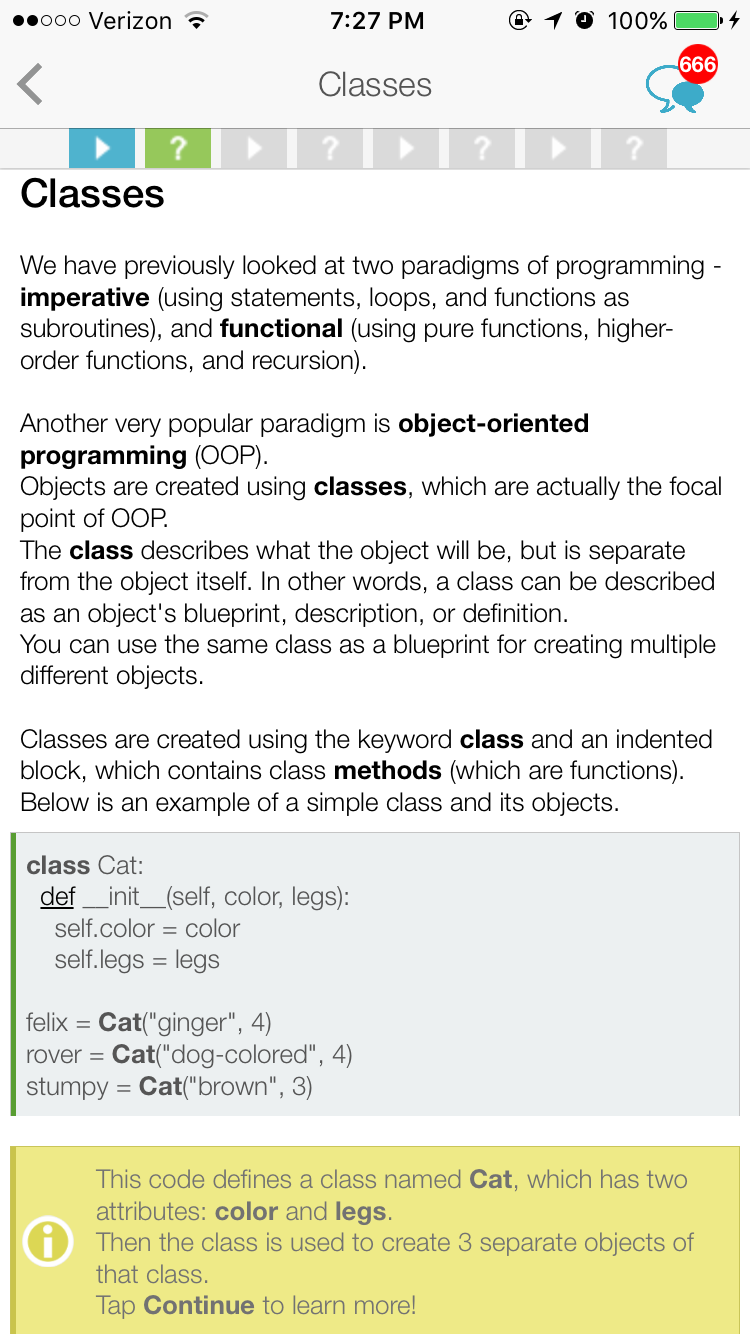 Verizon 7:27 PM 100%
Classes 666
? ? ? ?
Classes
We have previously looked at two paradigms of programming -
imperative (using statements, loops, and functions as
subroutines), and functional (using pure functions, higher-
order functions, and recursion).
Another very popular paradigm is object-oriented
programming (OOP).
Objects are created using classes, which are actually the focal
point of OOP.
The class describes what the object will be, but is separate
from the object itself. In other words, a class can be described
as an object's blueprint, description, or definition.
You can use the same class as a blueprint for creating multiple
different objects.
Classes are created using the keyword class and an indented
block, which contains class methods (which are functions).
Below is an example of a simple class and its objects.
class Cat:
def __init__(self, color, legs):
self.color = color
self.legs = legs
felix = Cat("ginger", 4)
rover = Cat("dog-colored", 4)
stumpy = Cat("brown", 3)
This code defines a class named Cat, which has two
attributes: color and legs.
Then the class is used to create 3 separate objects of
that class.
Tap Continue to learn more!